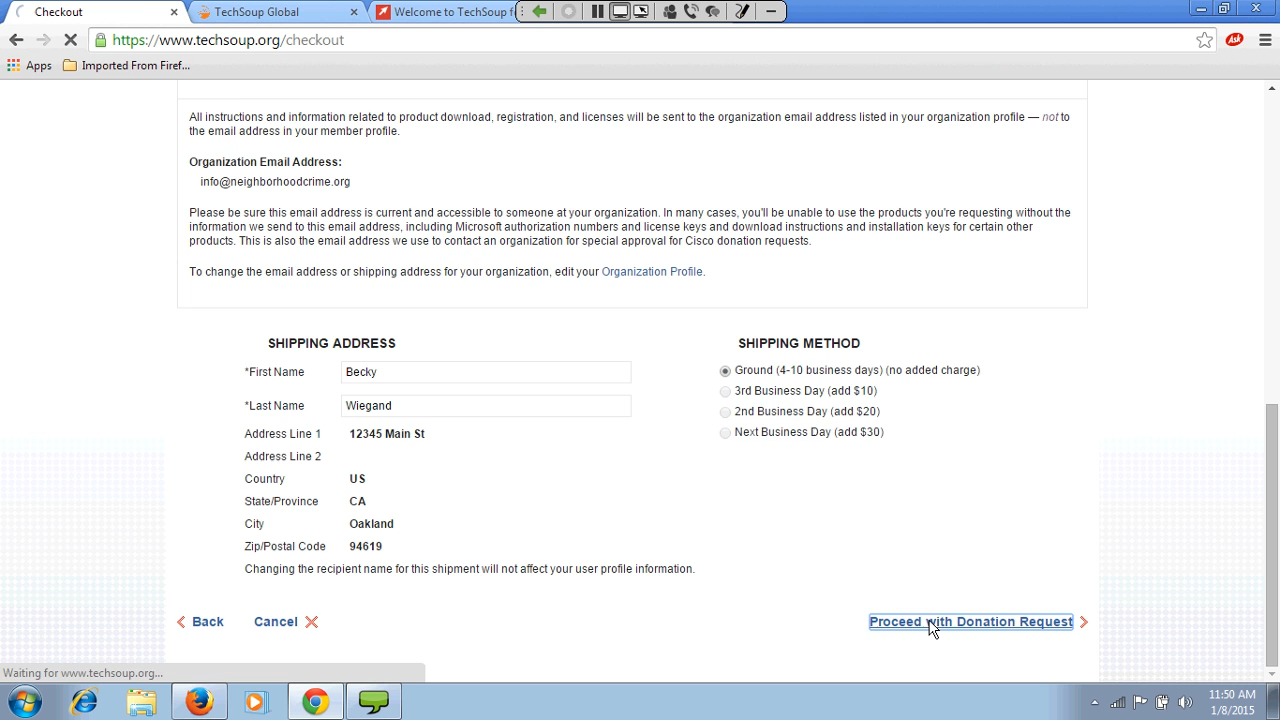 Checkout
TechSoup Global
Welcome to TechSoup f
https://www.techsoup.org/checkout
Ask
Apps
Imported From Firef...
All instructions and information related to product download, registration, and licenses will be sent to the organization email address listed in your organization profile — not to
the email address in your member profile.
Organization Email Address:
info@neighborhoodcrime.org
Please be sure this email address is current and accessible to someone at your organization. In many cases, you'll be unable to use the products you're requesting without the
information we send to this email address, including Microsoft authorization numbers and license keys and download instructions and installation keys for certain other
products. This is also the email address we use to contact an organization for special approval for Cisco donation requests.
To change the email address or shipping address for your organization, edit your Organization Profile.
SHIPPING ADDRESS
*First Name Becky
*Last Name Wiegand
Address Line 1 12345 Main St
Address Line 2
Country US
State/Province CA
City Oakland
Zip/Postal Code 94619
Changing the recipient name for this shipment will not affect your user profile information.
SHIPPING METHOD
Ground (4-10 business days) (no added charge)
3rd Business Day (add $10)
2nd Business Day (add $20)
Next Business Day (add $30)
Back Cancel
Proceed with Donation Request
Waiting for www.techsoup.org...
11:50 AM
1/8/2015